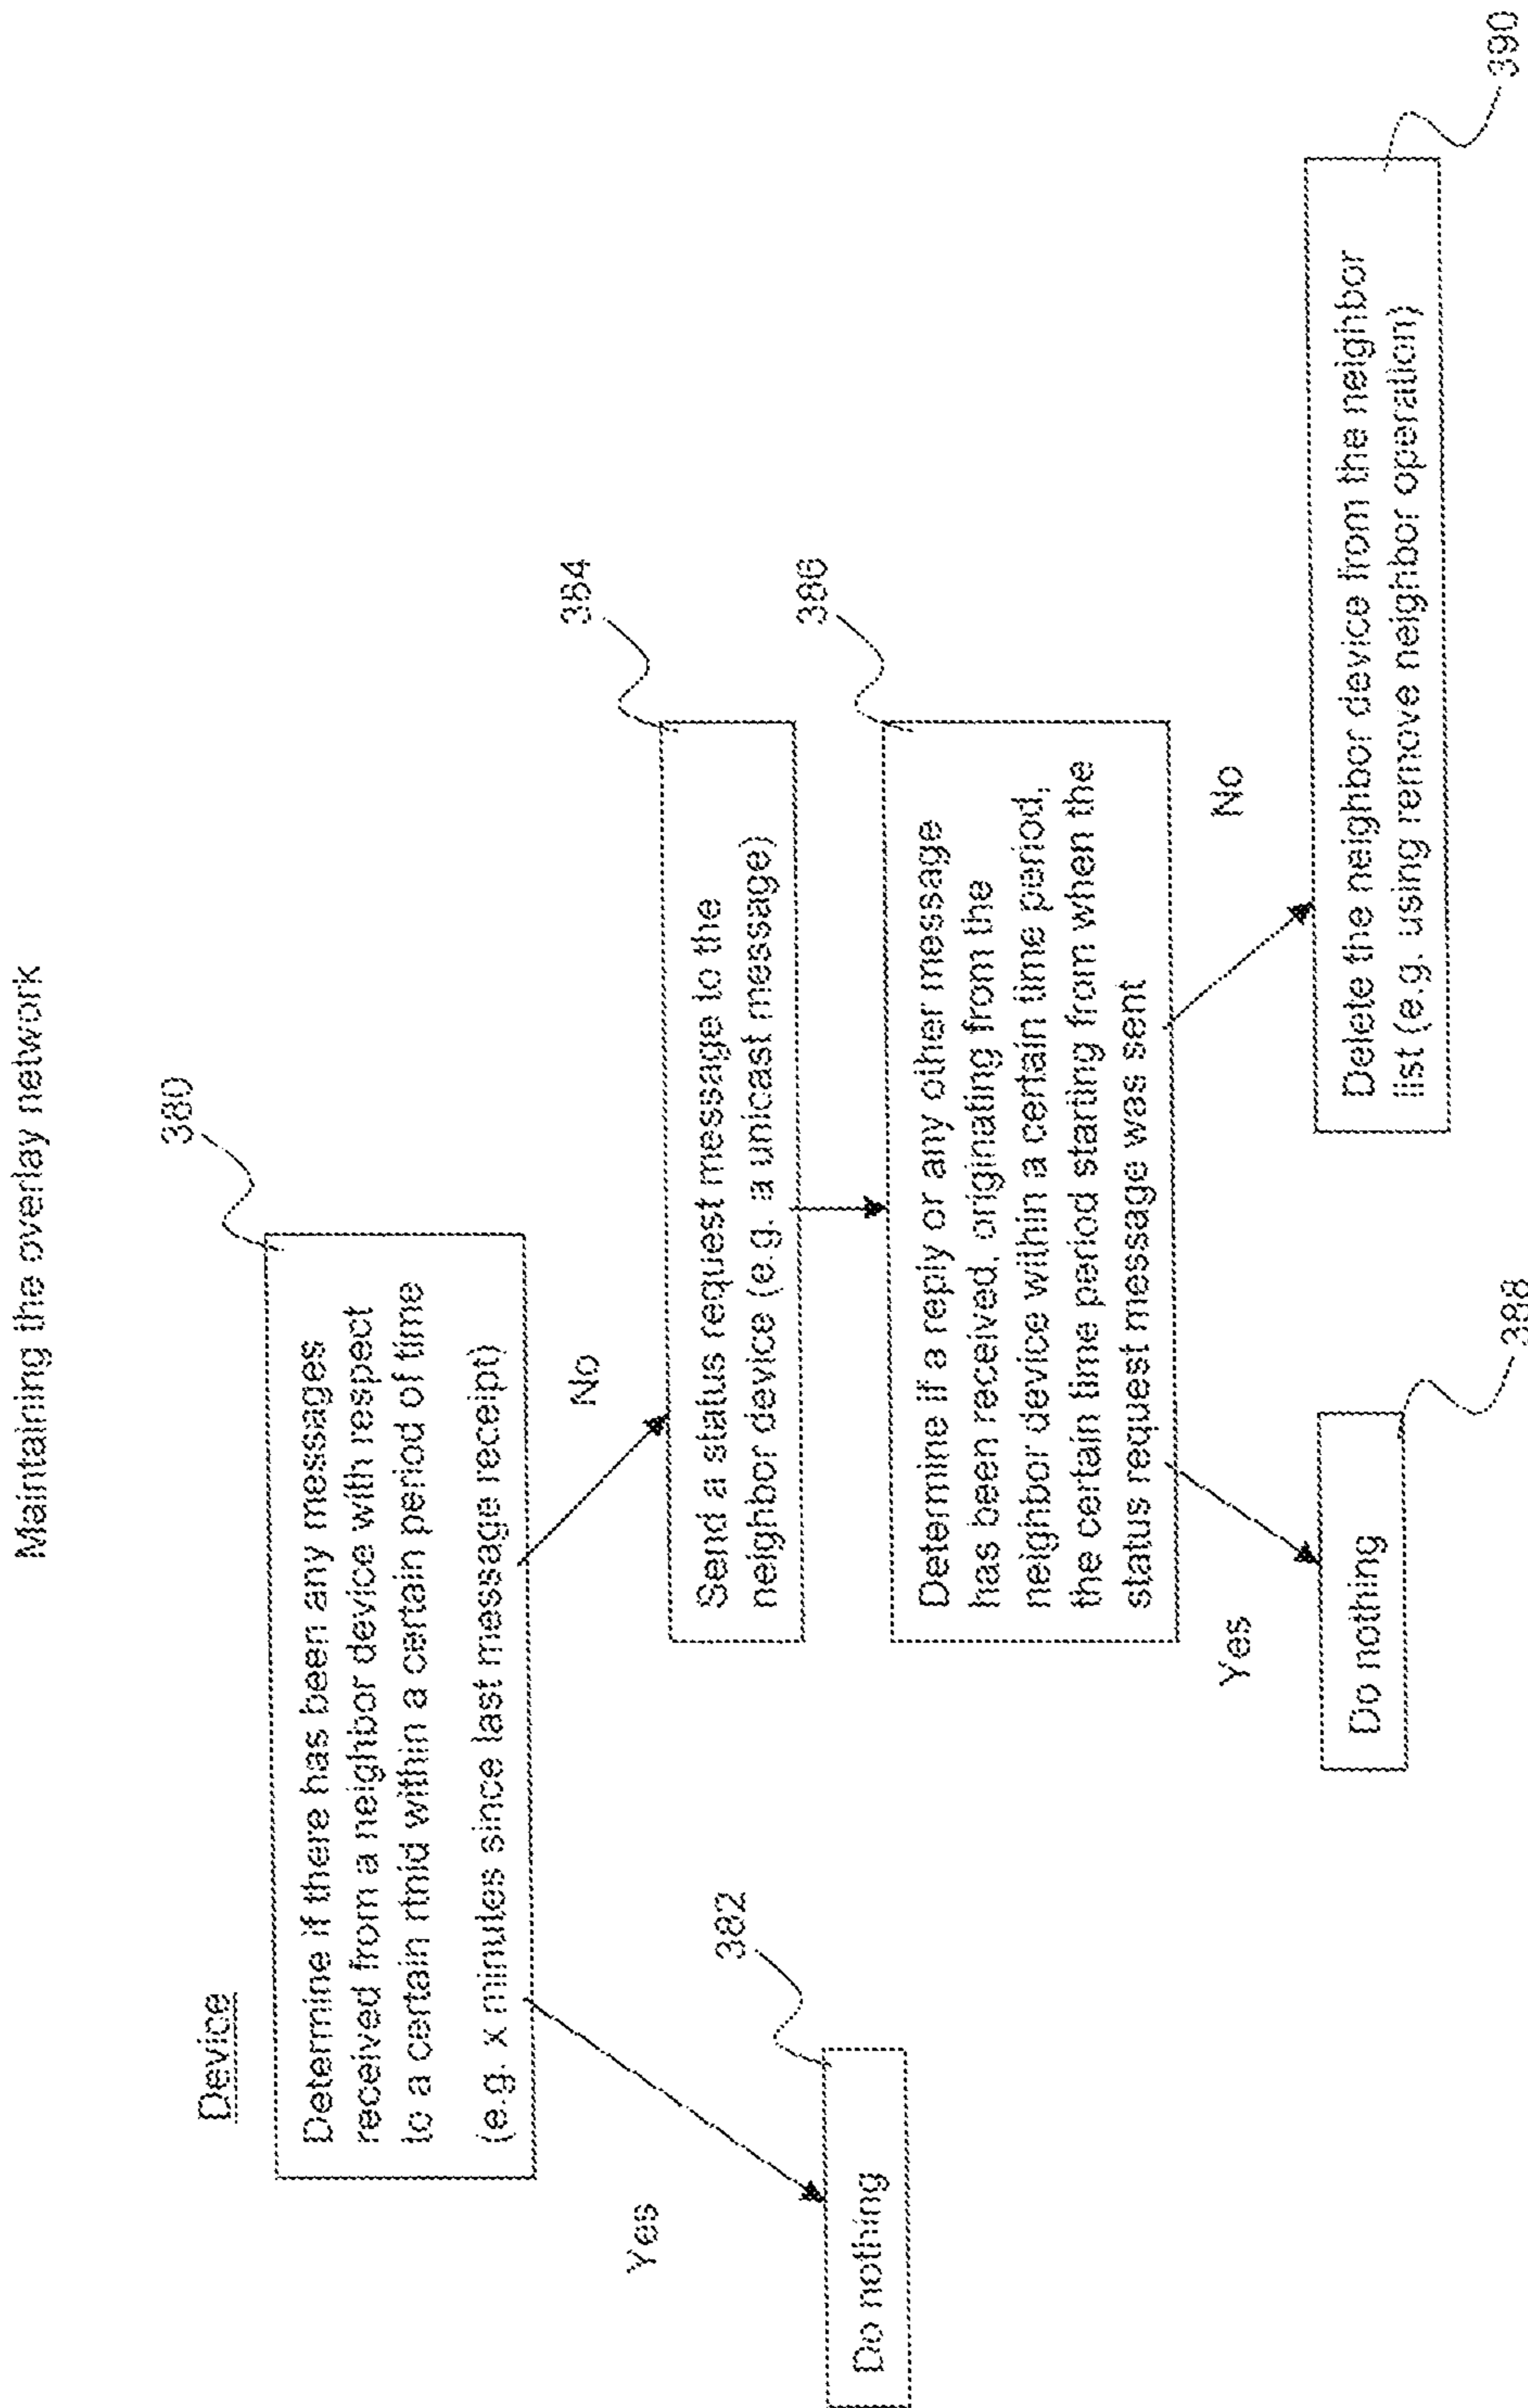 Maintaining the overlay network
Device
380
Determine if there has been any messages
received from a neighbor device with respect
to a certain rtnid within a certain period of time
(e.g. x minutes since last message receipt)
Yes
No
382
Do nothing
384
Send a status request message to the
neighbor device (e.g. a unicast message)
386
Determine if a reply or any other message
has been received, originating from the
neighbor device within a certain time period,
the certain time period starting from when the
status request message was sent
Yes
No
Do nothing
388
Delete the neighbor device from the neighbor
list (e.g. using remove neighbor operation)
390